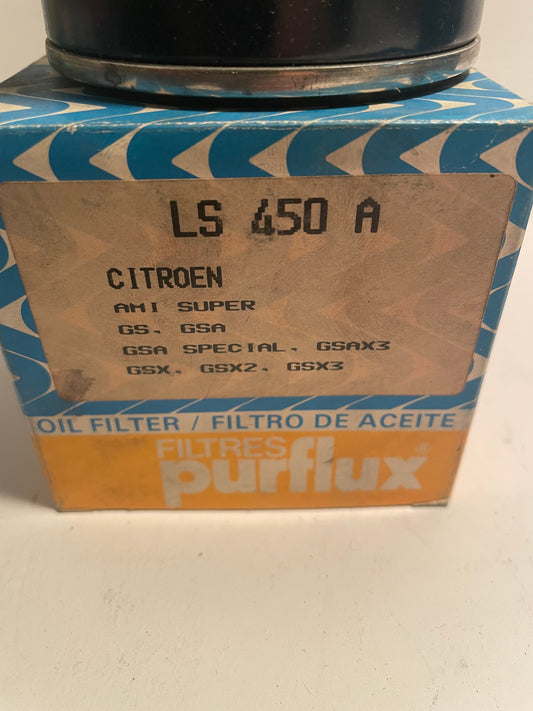 LS 450 A
CITROEN
AMI SUPER
GS. GSA
GSA SPECIAL. GSAX3
GSX. GSX2. GSX3
OIL FILTER / FILTRO DE ACEITE
FILTRES
purflux ®